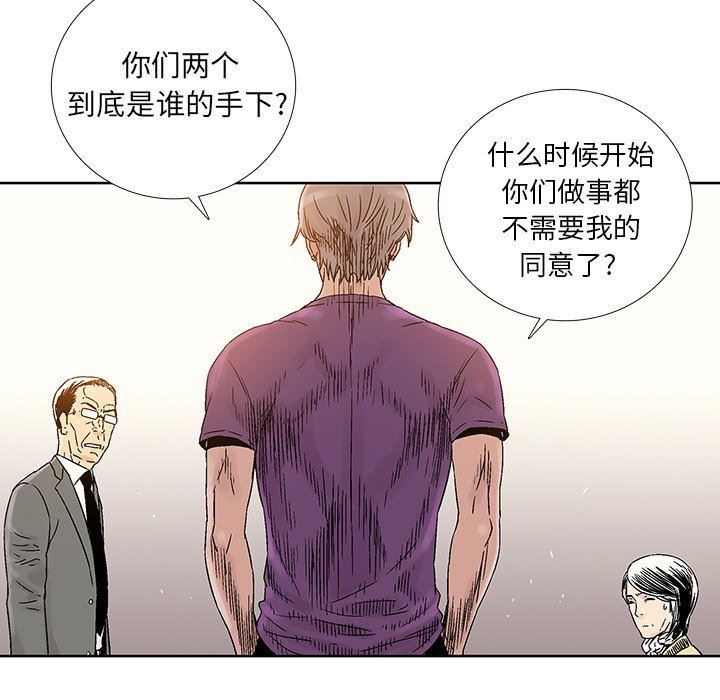 你们两个
到底是谁的手下?
什么时候开始
你们做事都
不需要我的
同意了?